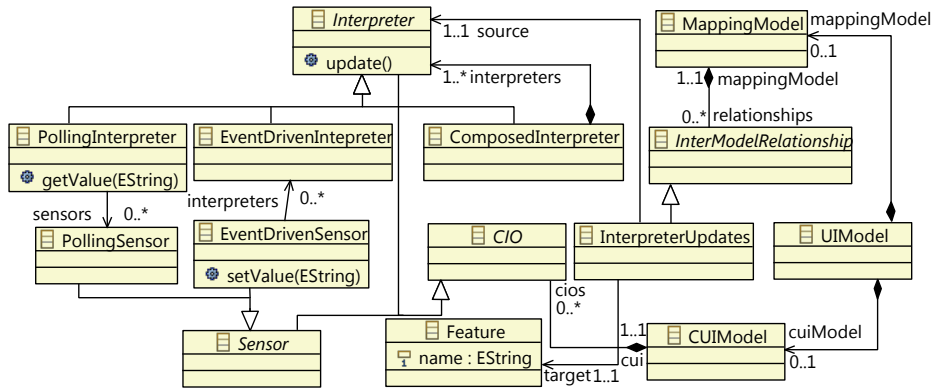 Interpreter
update()
1..1 source
1..* interpreters
MappingModel
mappingModel
0..1
1..1
mappingModel
0..* relationships
PollingInterpreter
getValue(EString)
EventDrivenIntepreter
ComposedInterpreter
InterModelRelationship
sensors 0..*
interpreters 0..*
PollingSensor
EventDrivenSensor
setValue(EString)
CIO
InterpreterUpdates
UIModel
cios
0..*
Sensor
Feature
name : EString
1..1
cui
CUIModel
cuiModel
0..1
target 1..1